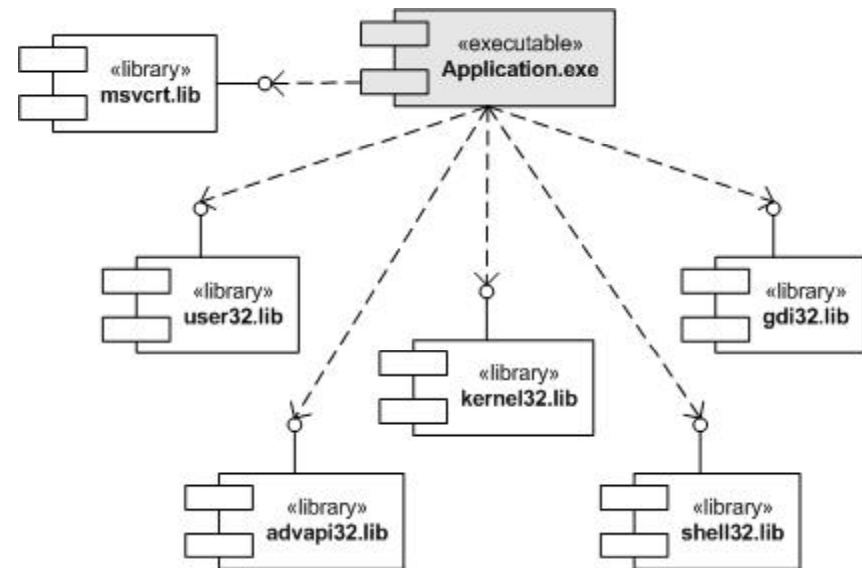 «executable»
Application.exe
«library»
msvcrt.lib
«library»
user32.lib
«library»
gdi32.lib
«library»
kernel32.lib
«library»
advapi32.lib
«library»
shell32.lib